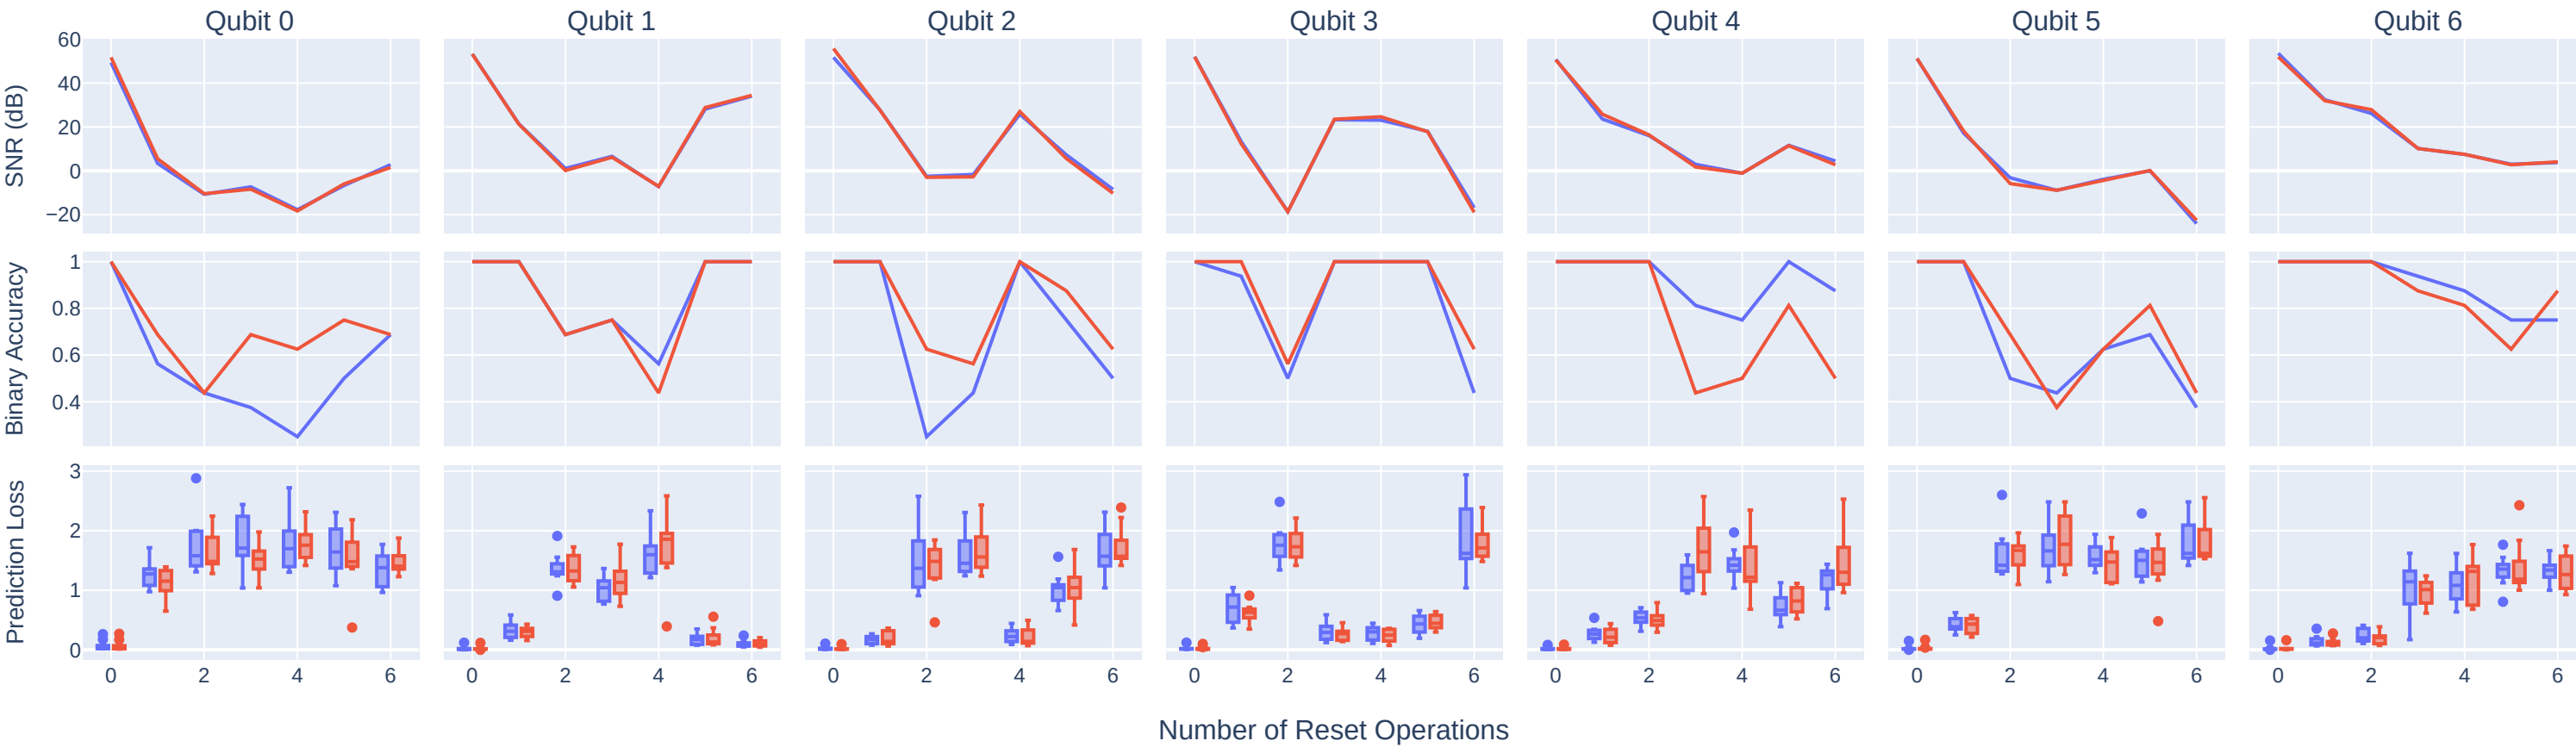 Qubit 0 Qubit 1 Qubit 2 Qubit 3 Qubit 4 Qubit 5 Qubit 6
SNR (dB)
60
40
20
0
−20
Binary Accuracy
1
0.8
0.6
0.4
Prediction Loss
3
2
1
0
0 2 4 6 0 2 4 6 0 2 4 6 0 2 4 6 0 2 4 6 0 2 4 6 0 2 4 6
Number of Reset Operations